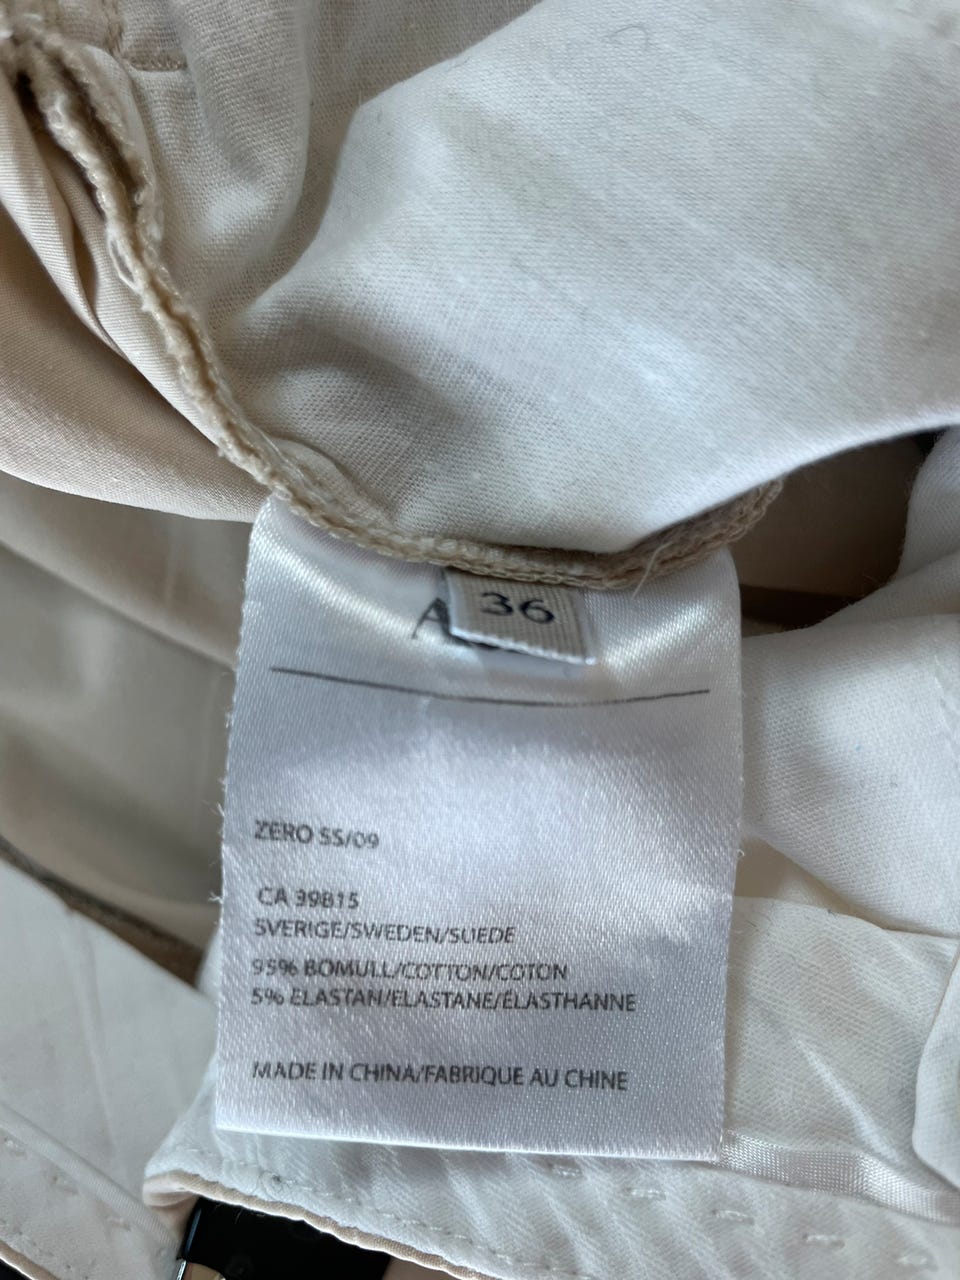 36
ZERO SS/09
CA 39815
SVERIGE/SWEDEN/SUEDE
95% BOMULL/COTTON/COTON
5% ELASTAN/ELASTANE/ÉLASTHANNE
MADE IN CHINA/FABRIQUE AU CHINE